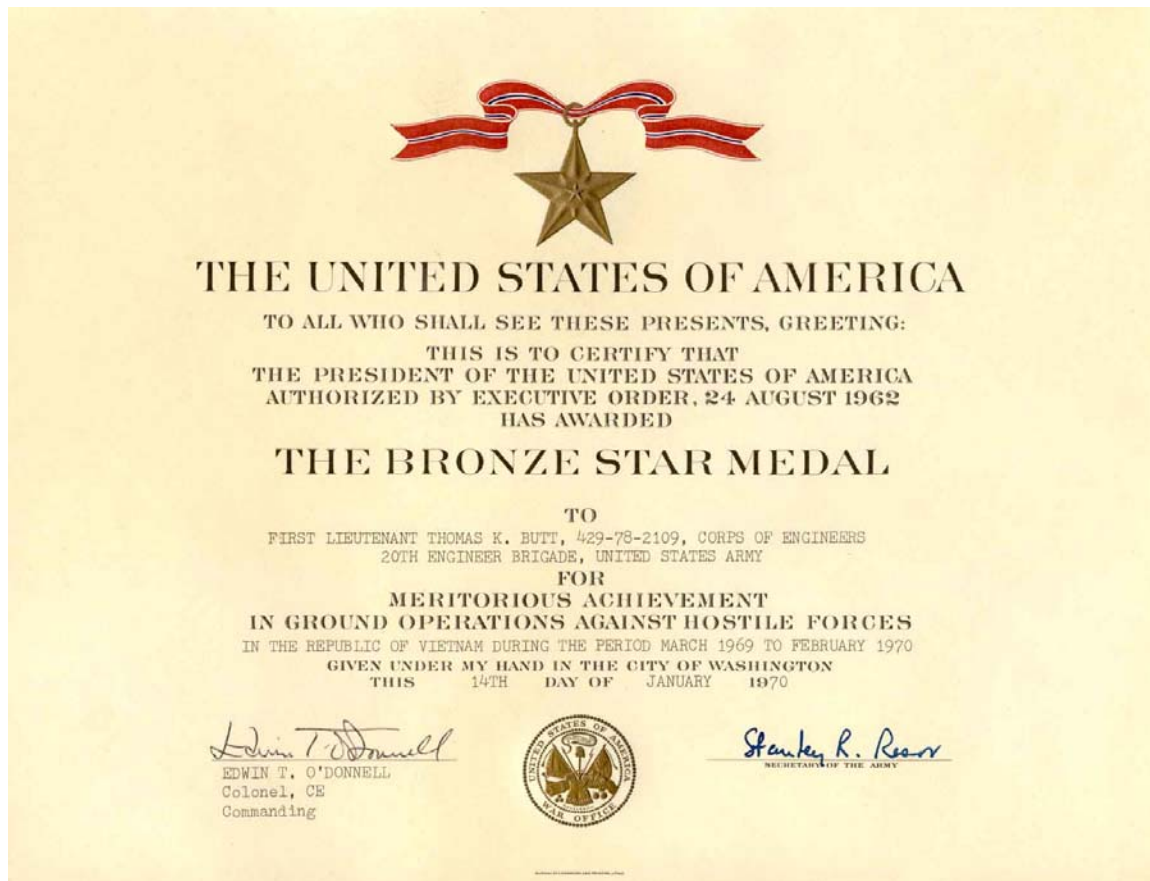 THE UNITED STATES OF AMERICA
TO ALL WHO SHALL SEE THESE PRESENTS, GREETING:
THIS IS TO CERTIFY THAT
THE PRESIDENT OF THE UNITED STATES OF AMERICA
AUTHORIZED BY EXECUTIVE ORDER, 24 AUGUST 1962
HAS AWARDED
THE BRONZE STAR MEDAL
TO
FIRST LIEUTENANT THOMAS K. BUTT, 429-78-2109, CORPS OF ENGINEERS
20TH ENGINEER BRIGADE, UNITED STATES ARMY
FOR
MERITORIOUS ACHIEVEMENT
IN GROUND OPERATIONS AGAINST HOSTILE FORCES
IN THE REPUBLIC OF VIETNAM DURING THE PERIOD MARCH 1969 TO FEBRUARY 1970
GIVEN UNDER MY HAND IN THE CITY OF WASHINGTON
THIS 14TH DAY OF JANUARY 1970
Edwin T. O'Donnell
EDWIN T. O'DONNELL
Colonel, CE
Commanding
UNITED STATES OF AMERICA
WAR OFFICE
Stanley R. Resor
SECRETARY OF THE ARMY